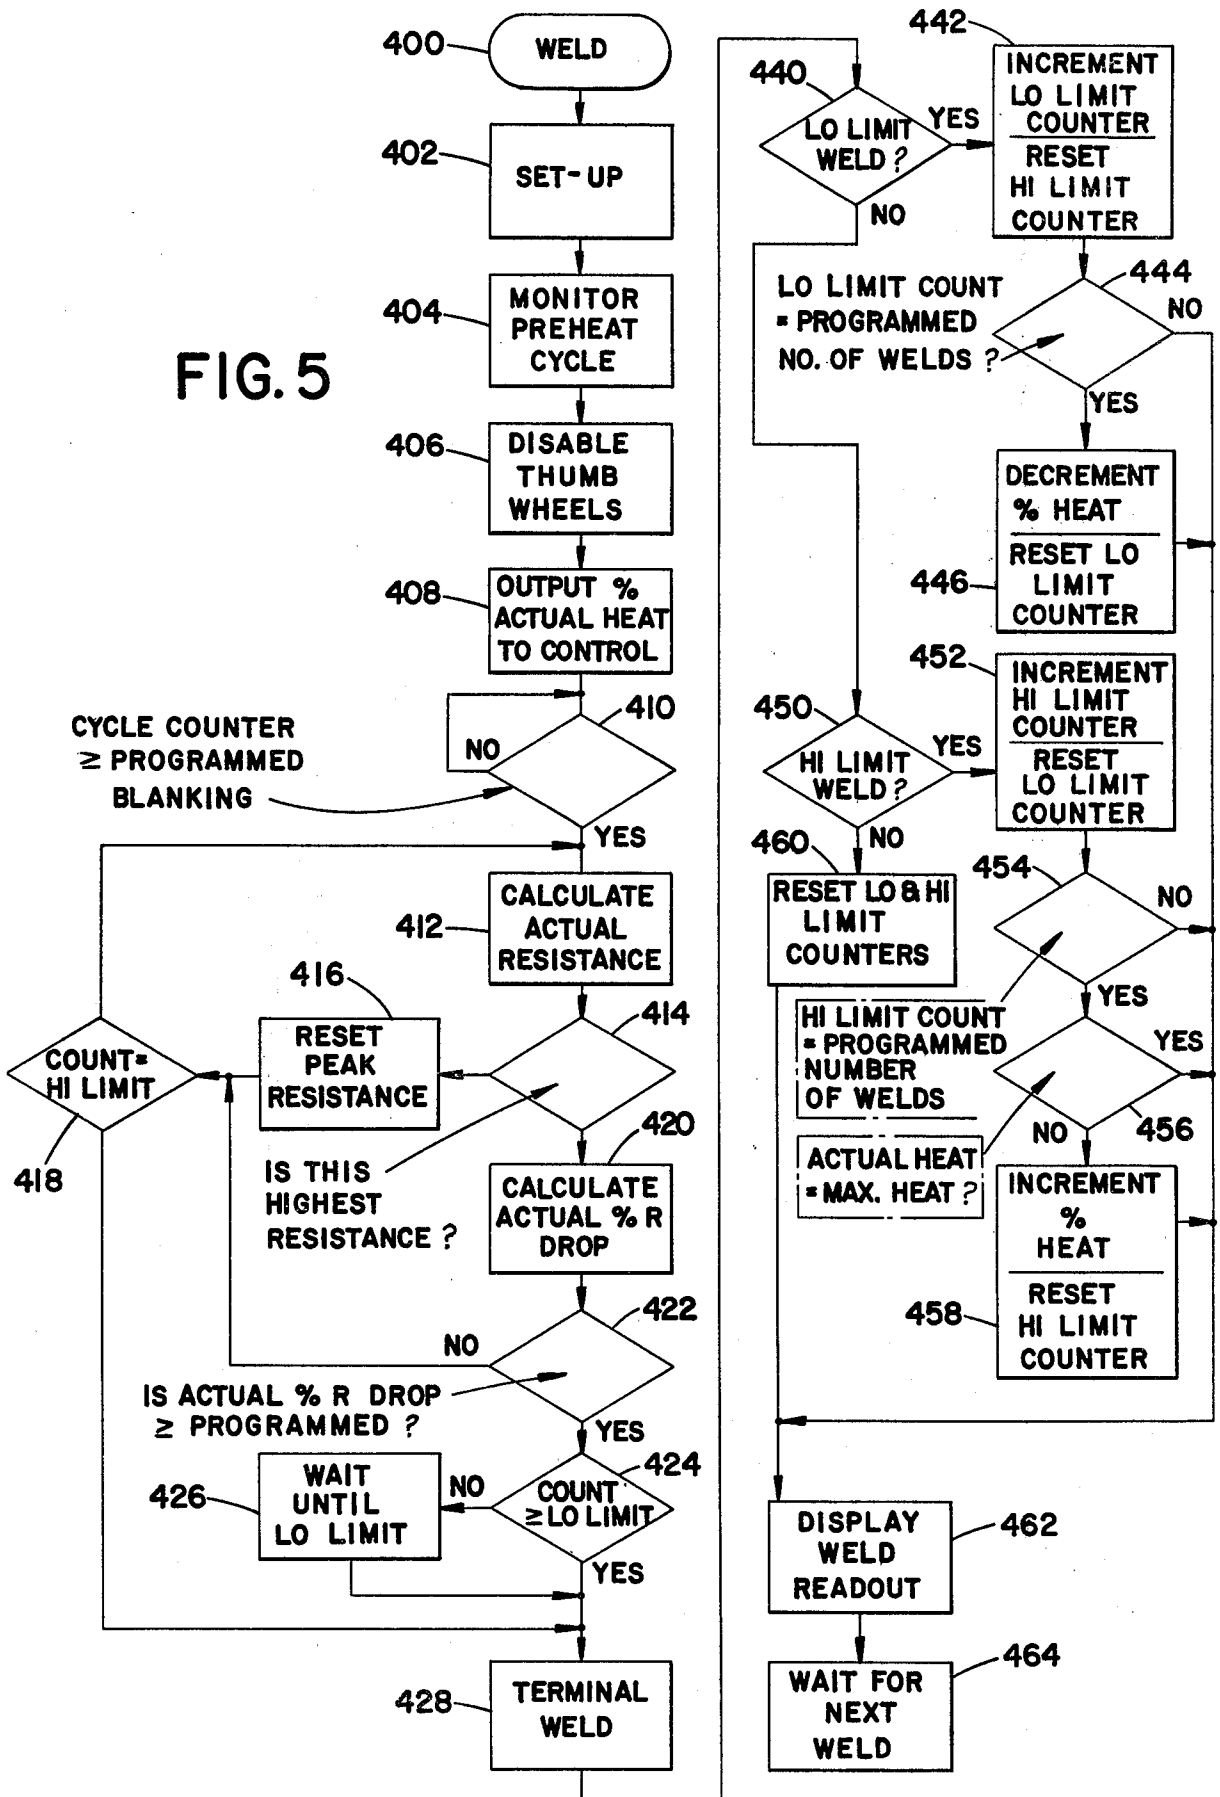 400
WELD
402
SET-UP
404
MONITOR
PREHEAT
CYCLE
FIG. 5
406
DISABLE
THUMB
WHEELS
408
OUTPUT %
ACTUAL HEAT
TO CONTROL
410
CYCLE COUNTER
≥ PROGRAMMED
BLANKING
NO
YES
412
CALCULATE
ACTUAL
RESISTANCE
414
416
RESET
PEAK
RESISTANCE
COUNT=
HI LIMIT
418
IS THIS
HIGHEST
RESISTANCE ?
420
CALCULATE
ACTUAL % R
DROP
422
NO
IS ACTUAL % R DROP
≥ PROGRAMMED ?
YES
424
COUNT
≥ LO LIMIT
NO
426
WAIT
UNTIL
LO LIMIT
YES
428
TERMINAL
WELD
440
LO LIMIT
WELD ?
YES
NO
442
INCREMENT
LO LIMIT
COUNTER
RESET
HI LIMIT
COUNTER
444
LO LIMIT COUNT
= PROGRAMMED
NO. OF WELDS ?
NO
YES
446
DECREMENT
% HEAT
RESET LO
LIMIT
COUNTER
450
HI LIMIT
WELD ?
YES
NO
452
INCREMENT
HI LIMIT
COUNTER
RESET
LO LIMIT
COUNTER
454
NO
YES
HI LIMIT COUNT
= PROGRAMMED
NUMBER
OF WELDS
456
YES
NO
ACTUAL HEAT
= MAX. HEAT ?
458
INCREMENT
%
HEAT
RESET
HI LIMIT
COUNTER
460
RESET LO & HI
LIMIT
COUNTERS
462
DISPLAY
WELD
READOUT
464
WAIT FOR
NEXT
WELD